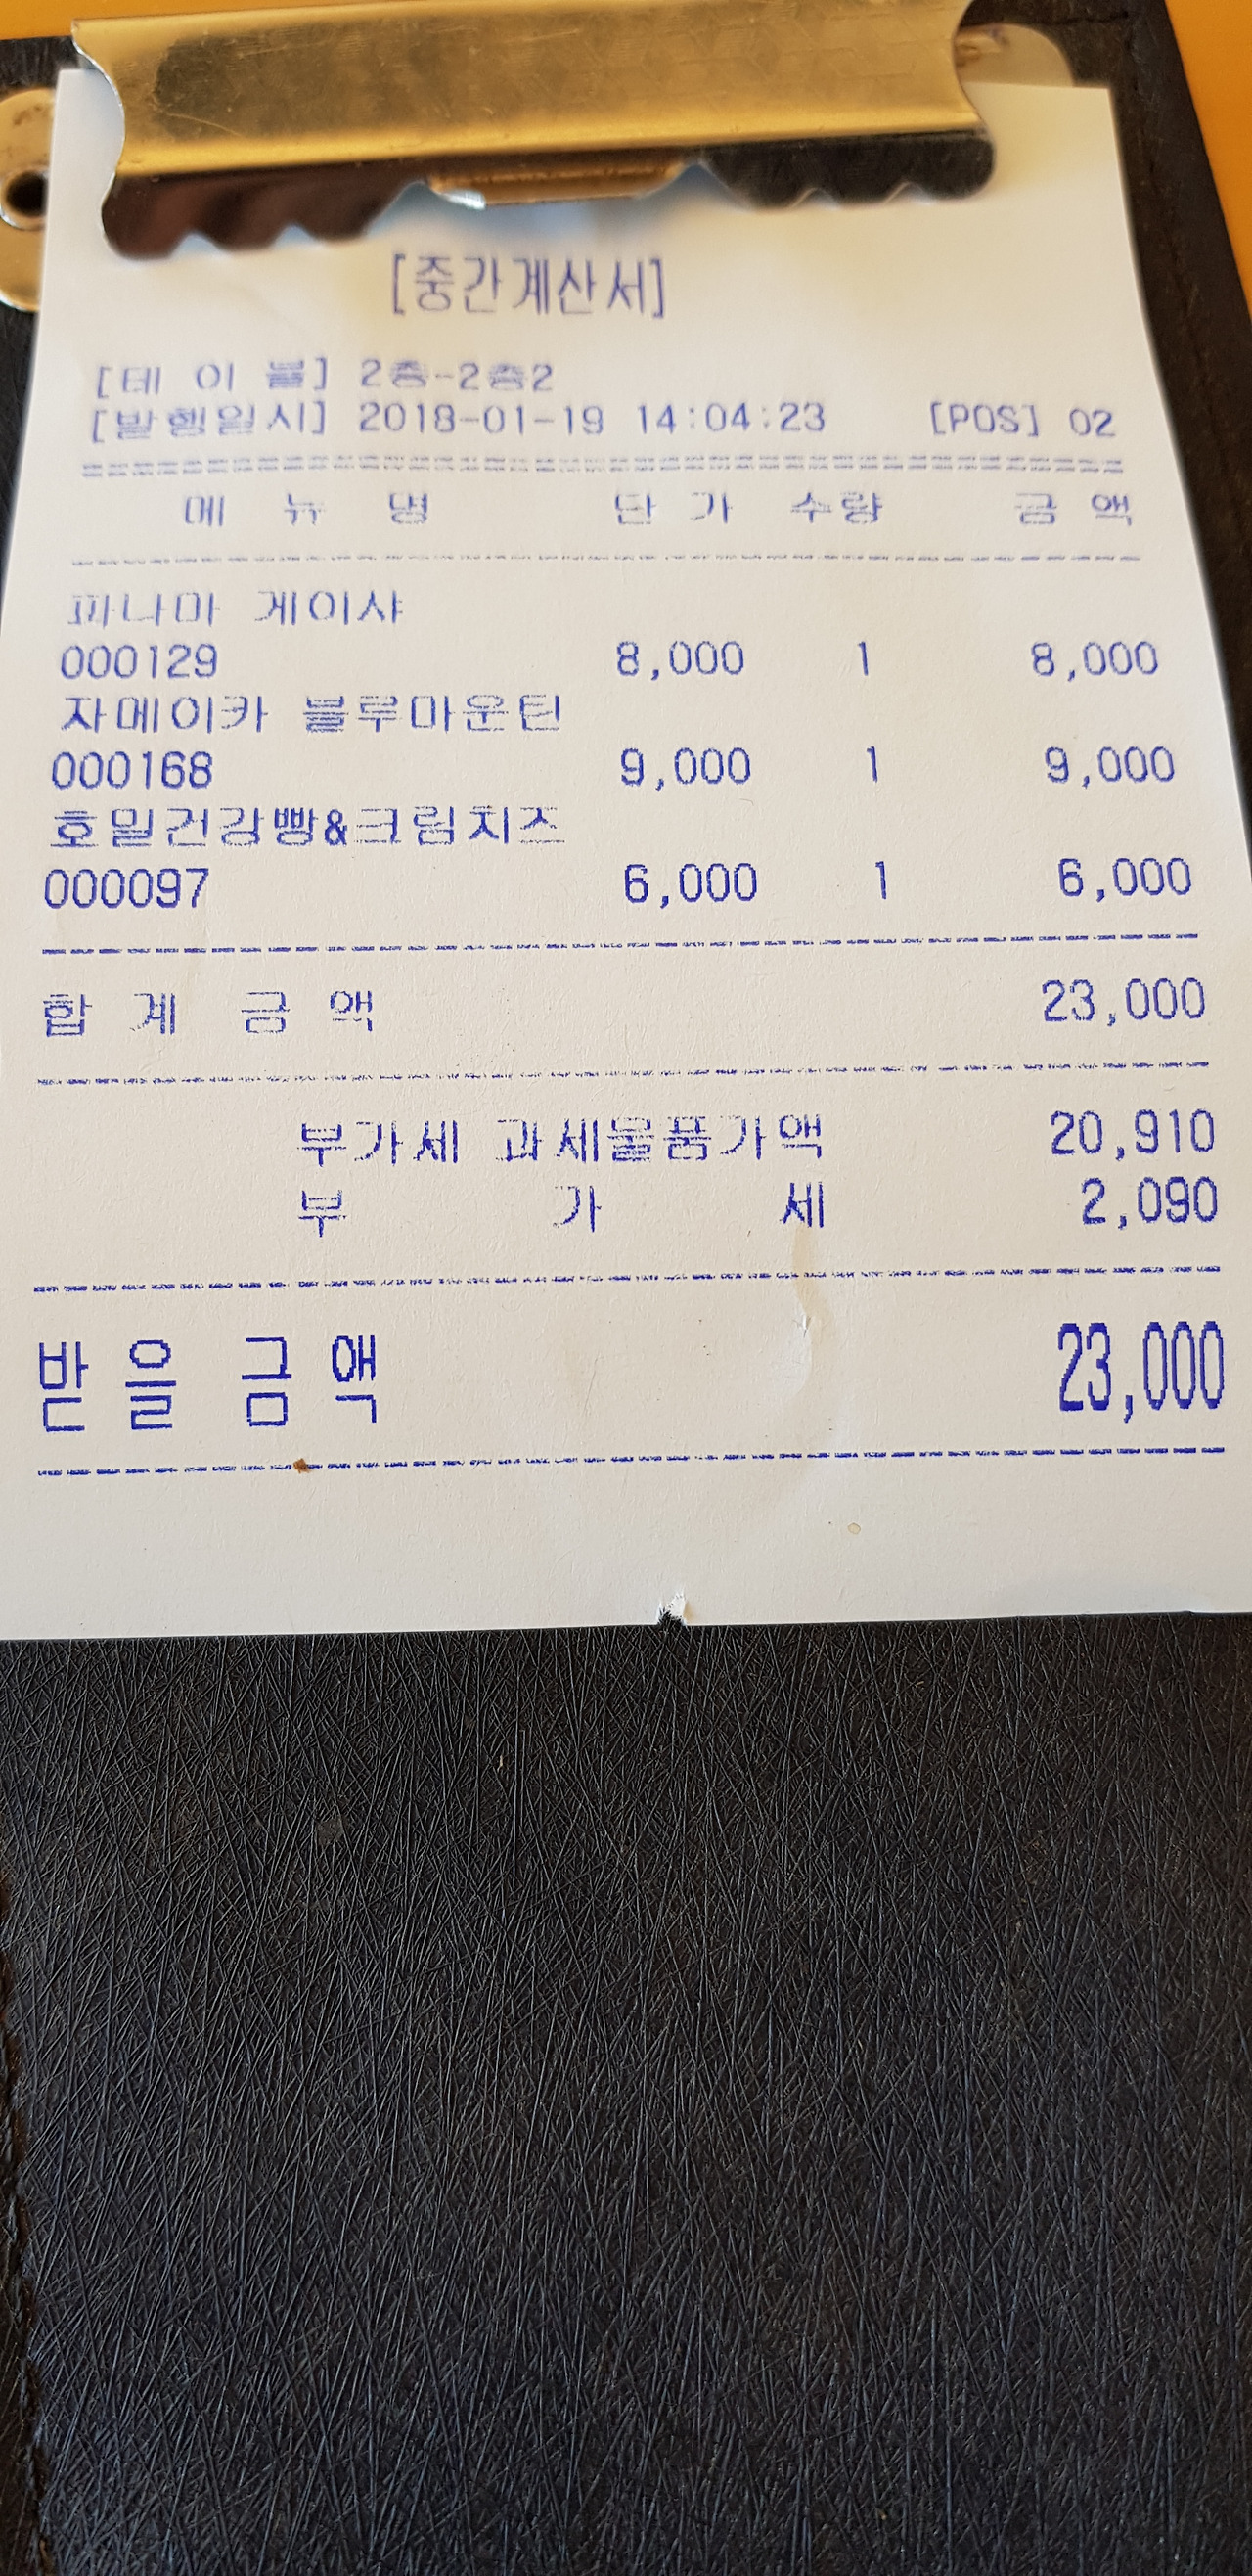 [중간계산서]
[테 이 블] 2층-2층2
[발행일시] 2018-01-19 14:04:23 [POS] 02
메 뉴 명 단 가 수량 금 액
파나마 게이샤
000129 8,000 1 8,000
자메이카 블루마운틴
000168 9,000 1 9,000
호밀건강빵&크림치즈
000097 6,000 1 6,000
합 계 금 액 23,000
부가세 과세물품가액 20,910
부 가 세 2,090
받 을 금 액 23,000